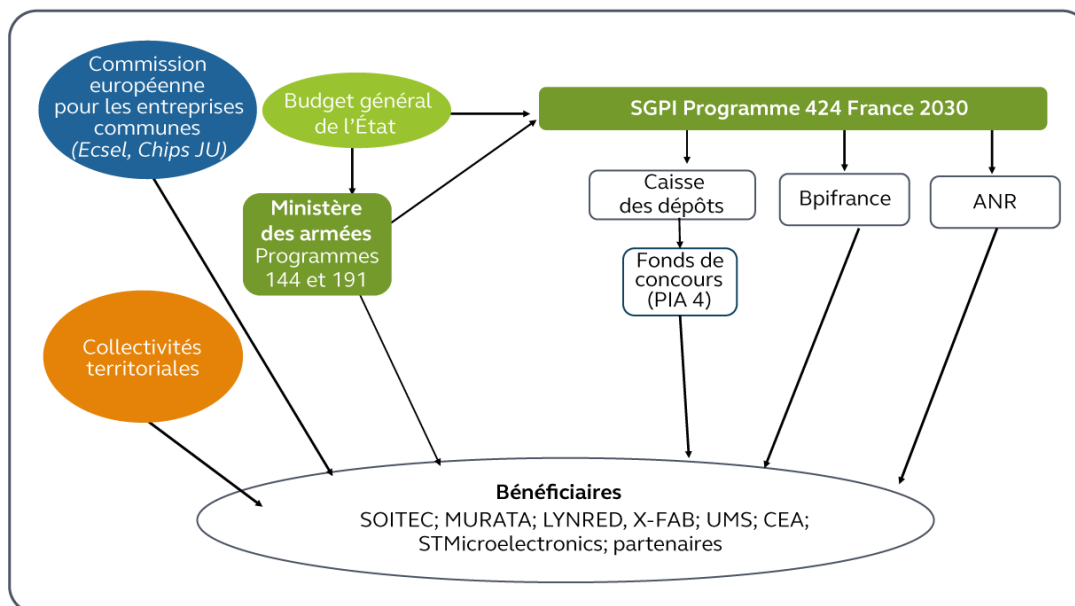 Commission
européenne
pour les entreprises
communes
(Ecsel, Chips JU)
Budget général
de l’État
SGPI Programme 424 France 2030
Ministère
des armées
Programmes
144 et 191
Caisse
des dépôts
Bpifrance
ANR
Fonds de
concours
(PIA 4)
Collectivités
territoriales
Bénéficiaires
SOITEC; MURATA; LYNRED, X-FAB; UMS; CEA;
STMicroelectronics; partenaires